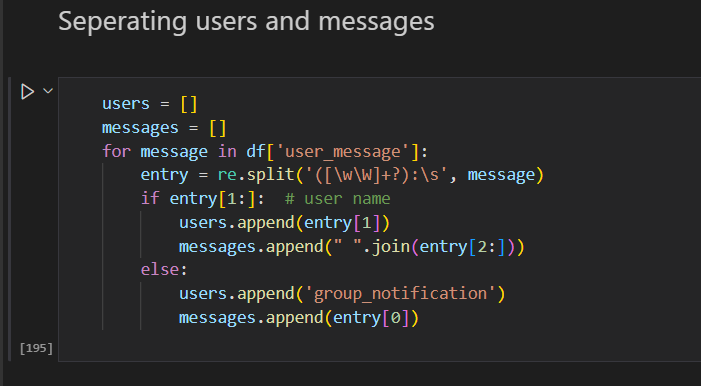 Seperating users and messages
users = []
messages = []
for message in df['user_message']:
    entry = re.split('([\w\W]+?):\s', message)
    if entry[1:]:  # user name
        users.append(entry[1])
        messages.append(" ".join(entry[2:]))
    else:
        users.append('group_notification')
        messages.append(entry[0])
[195]